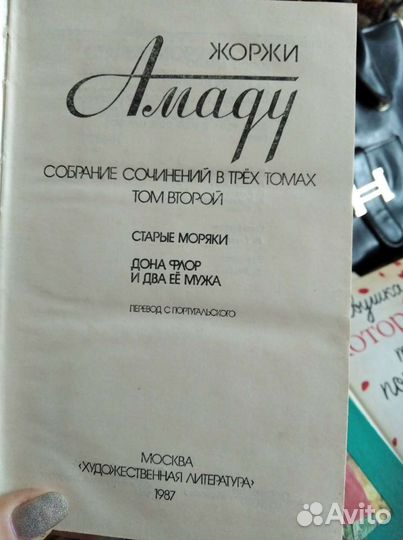 ЖОРЖИ
Амаду
СОБРАНИЕ СОЧИНЕНИЙ В ТРЁХ ТОМАХ
ТОМ ВТОРОЙ
СТАРЫЕ МОРЯКИ
ДОНА ФЛОР
И ДВА ЕЁ МУЖА
ПЕРЕВОД С ПОРТУГАЛЬСКОГО
МОСКВА
«ХУДОЖЕСТВЕННАЯ ЛИТЕРАТУРА»
1987
Avito